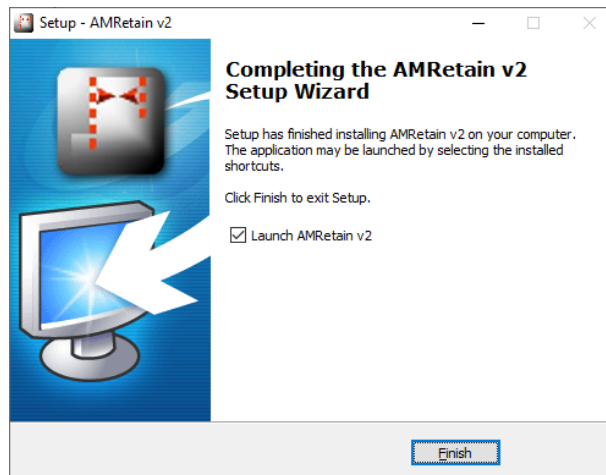 Setup - AMRetain v2
Completing the AMRetain v2
Setup Wizard
Setup has finished installing AMRetain v2 on your computer.
The application may be launched by selecting the installed
shortcuts.
Click Finish to exit Setup.
Launch AMRetain v2
Finish